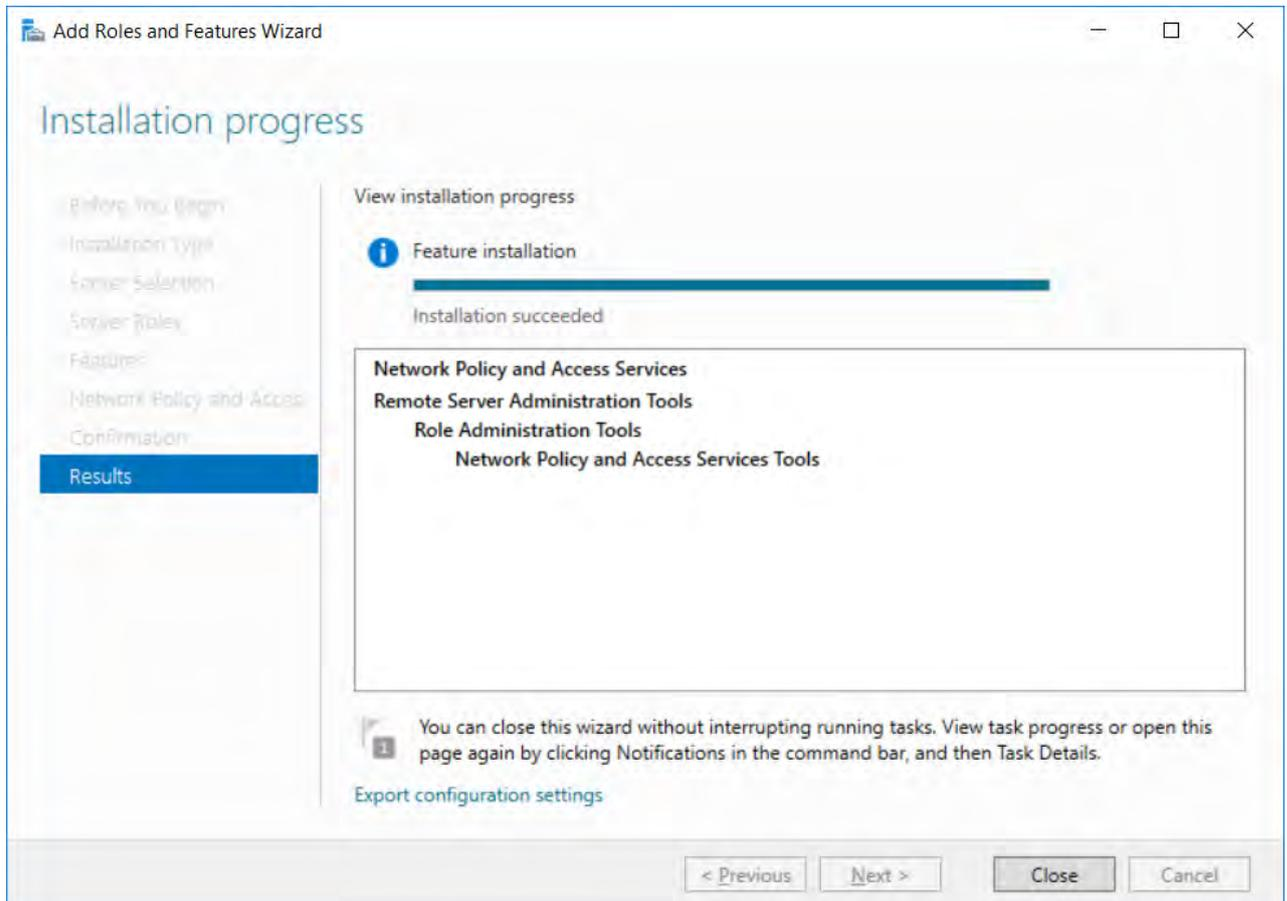 Add Roles and Features Wizard
Installation progress
Before You Begin
Installation Type
Server Selection
Server Roles
Features
Network Policy and Acces
Confirmation
Results
View installation progress
Feature installation
Installation succeeded
Network Policy and Access Services
Remote Server Administration Tools
Role Administration Tools
Network Policy and Access Services Tools
1
You can close this wizard without interrupting running tasks. View task progress or open this
page again by clicking Notifications in the command bar, and then Task Details.
Export configuration settings
< Previous
Next >
Close
Cancel